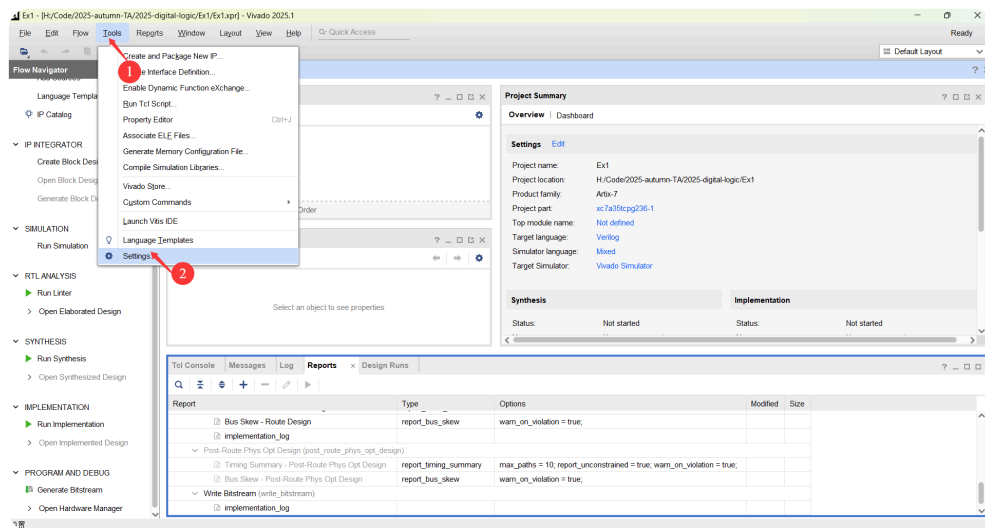 Ex1 - [H:/Code/2025-autumn-TA/2025-digital-logic/Ex1/Ex1.xpr] - Vivado 2025.1
File Edit Flow Tools Reports Window Layout View Help Quick Access Ready
Default Layout
Flow Navigator
1
Create and Package New IP...
Interface Definition...
Enable Dynamic Function eXchange...
Run Tcl Script...
Property Editor Ctrl+J
Associate ELF Files...
Generate Memory Configuration File...
Compile Simulation Libraries...
Vivado Store...
Custom Commands
Launch Vitis IDE
Language Templates
Settings...
2
Language Templa
IP Catalog
IP INTEGRATOR
Create Block Desi
Open Block Desig
Generate Block D
SIMULATION
Run Simulation
RTL ANALYSIS
Run Linter
Open Elaborated Design
SYNTHESIS
Run Synthesis
Open Synthesized Design
IMPLEMENTATION
Run Implementation
Open Implemented Design
PROGRAM AND DEBUG
Generate Bitstream
Open Hardware Manager
Order
Select an object to see properties
Project Summary
Overview Dashboard
Settings Edit
Project name: Ex1
Project location: H:/Code/2025-autumn-TA/2025-digital-logic/Ex1
Product family: Artix-7
Project part: xc7a35tcpg236-1
Top module name: Not defined
Target language: Verilog
Simulator language: Mixed
Target Simulator: Vivado Simulator
Synthesis Implementation
Status: Not started Status: Not started
Tcl Console Messages Log Reports Design Runs
Report Type Options Modified Size
Bus Skew - Route Design report_bus_skew warn_on_violation = true;
implementation_log
Post-Route Phys Opt Design (post_route_phys_opt_design)
Timing Summary - Post-Route Phys Opt Design report_timing_summary max_paths = 10; report_unconstrained = true; warn_on_violation = true;
Bus Skew - Post-Route Phys Opt Design report_bus_skew warn_on_violation = true;
Write Bitstream (write_bitstream)
implementation_log